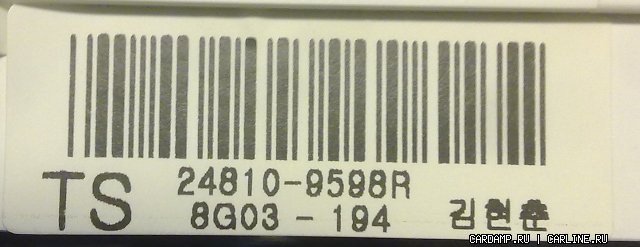 TS 24810-9598R
8G03 - 194 김현춘
CARDAMP.RU | CARLINE.RU